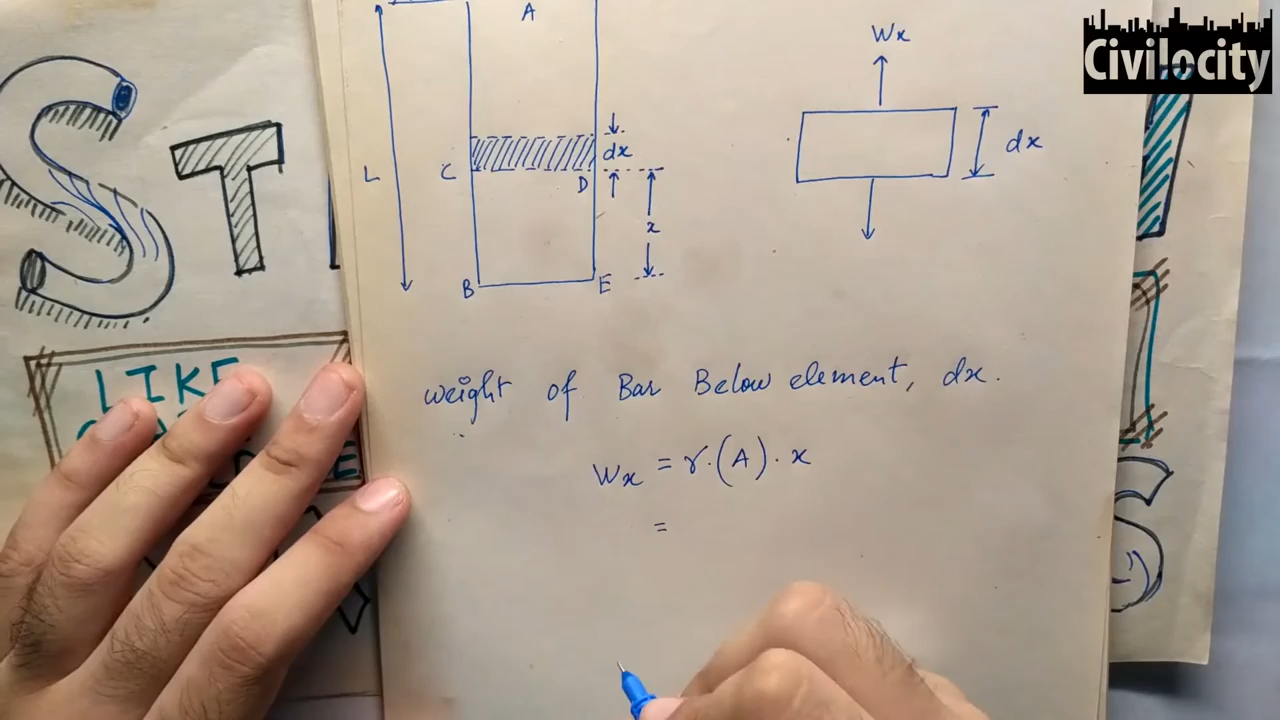 Civilocity
A
Wx
L
C
dx
D
x
B
E
dx
ST
LIKE
E
weight of Bar Below element, dx.
Wx = γ.(A). x
=